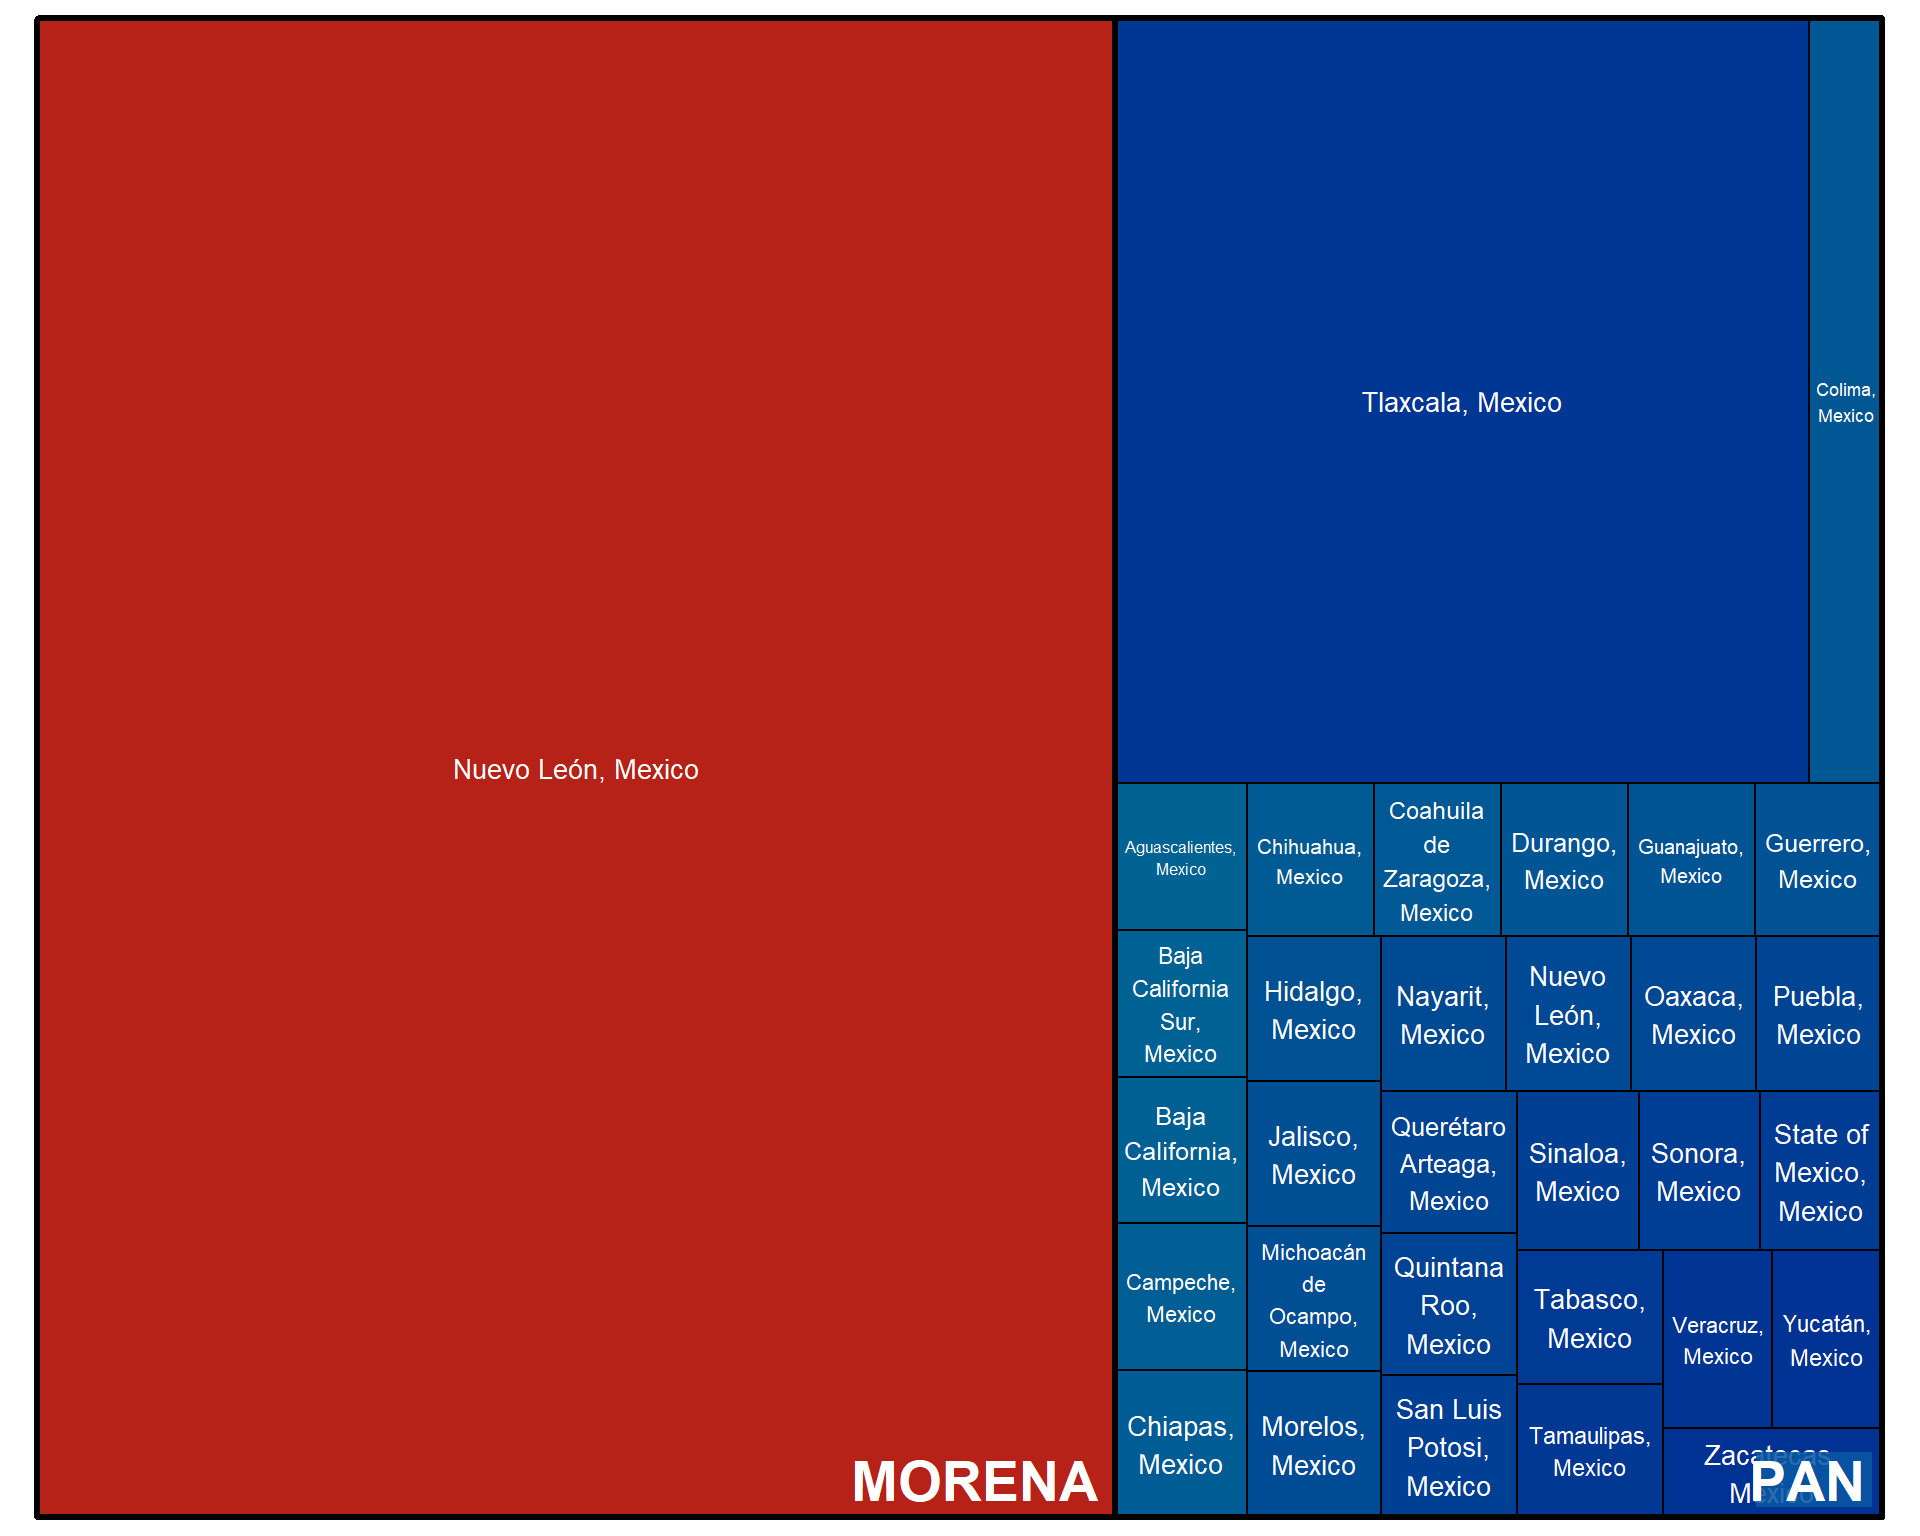 Nuevo León, Mexico
MORENA
Tlaxcala, Mexico
Colima,
Mexico
Aguascalientes,
Mexico
Chihuahua,
Mexico
Coahuila
de
Zaragoza,
Mexico
Durango,
Mexico
Guanajuato,
Mexico
Guerrero,
Mexico
Baja
California
Sur,
Mexico
Hidalgo,
Mexico
Nayarit,
Mexico
Nuevo
León,
Mexico
Oaxaca,
Mexico
Puebla,
Mexico
Baja
California,
Mexico
Jalisco,
Mexico
Querétaro
Arteaga,
Mexico
Sinaloa,
Mexico
Sonora,
Mexico
State of
Mexico,
Mexico
Campeche,
Mexico
Michoacán
de
Ocampo,
Mexico
Quintana
Roo,
Mexico
Tabasco,
Mexico
Veracruz,
Mexico
Yucatán,
Mexico
Chiapas,
Mexico
Morelos,
Mexico
San Luis
Potosi,
Mexico
Tamaulipas,
Mexico
Zacatecas,
Mexico
PAN